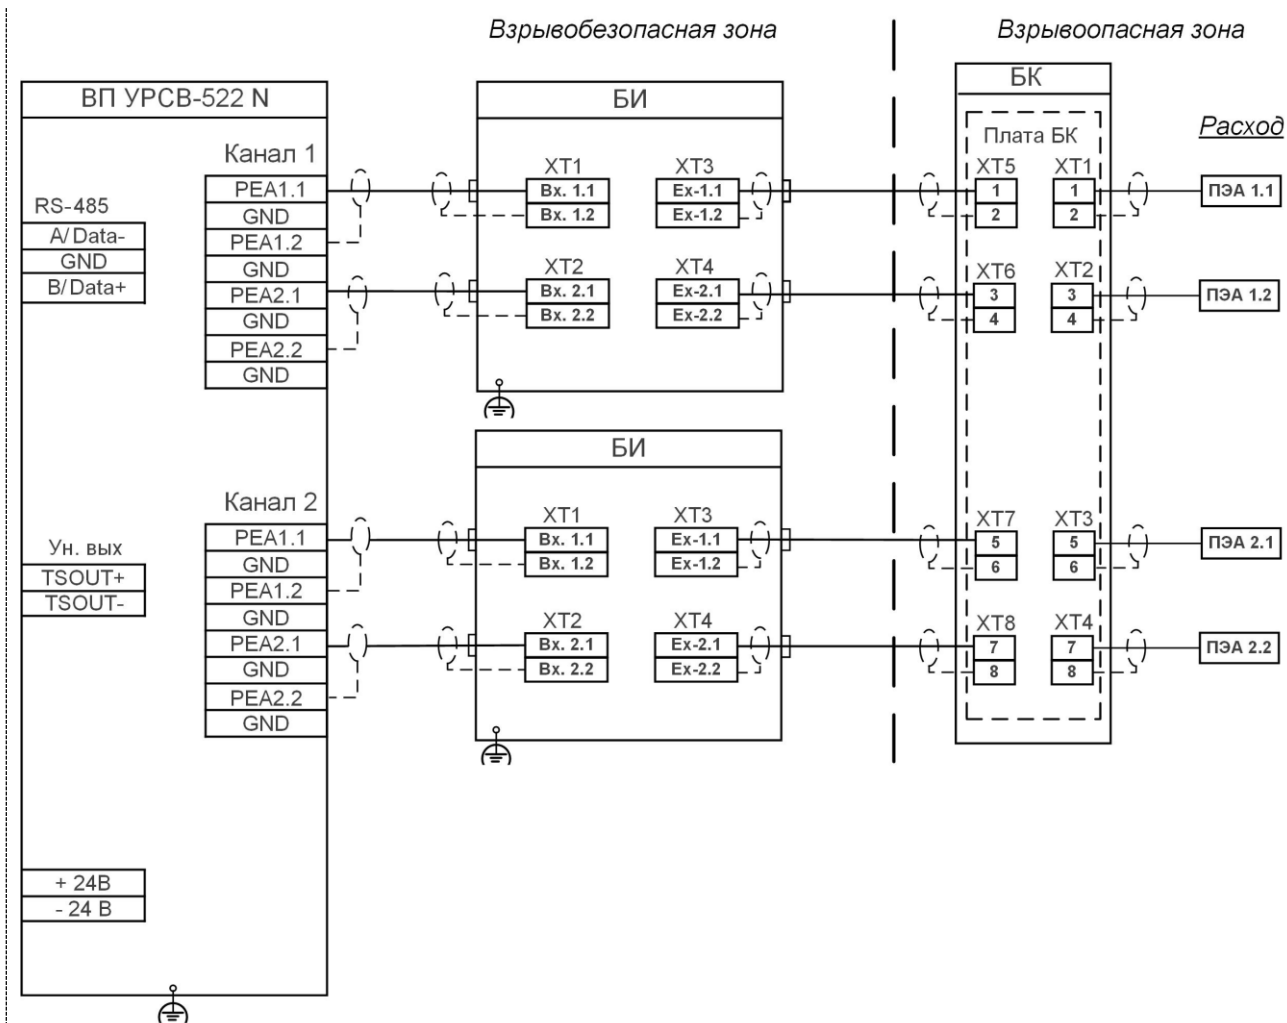 Взрывобезопасная зона
Взрывоопасная зона
ВП УРСВ-522 N
Канал 1
PEA1.1
GND
PEA1.2
GND
PEA2.1
GND
PEA2.2
GND
RS-485
A/Data-
GND
B/Data+
Канал 2
PEA1.1
GND
PEA1.2
GND
PEA2.1
GND
PEA2.2
GND
Ун. вых
TSOUT+
TSOUT-
+ 24В
- 24 В
БИ
XT1
Вх. 1.1
Вх. 1.2
XT3
Ex-1.1
Ex-1.2
XT2
Вх. 2.1
Вх. 2.2
XT4
Ex-2.1
Ex-2.2
БИ
XT1
Вх. 1.1
Вх. 1.2
XT3
Ex-1.1
Ex-1.2
XT2
Вх. 2.1
Вх. 2.2
XT4
Ex-2.1
Ex-2.2
БК
Плата БК
XT5
1
2
XT1
1
2
XT6
3
4
XT2
3
4
XT7
5
6
XT3
5
6
XT8
7
8
XT4
7
8
Расход
ПЭА 1.1
ПЭА 1.2
ПЭА 2.1
ПЭА 2.2